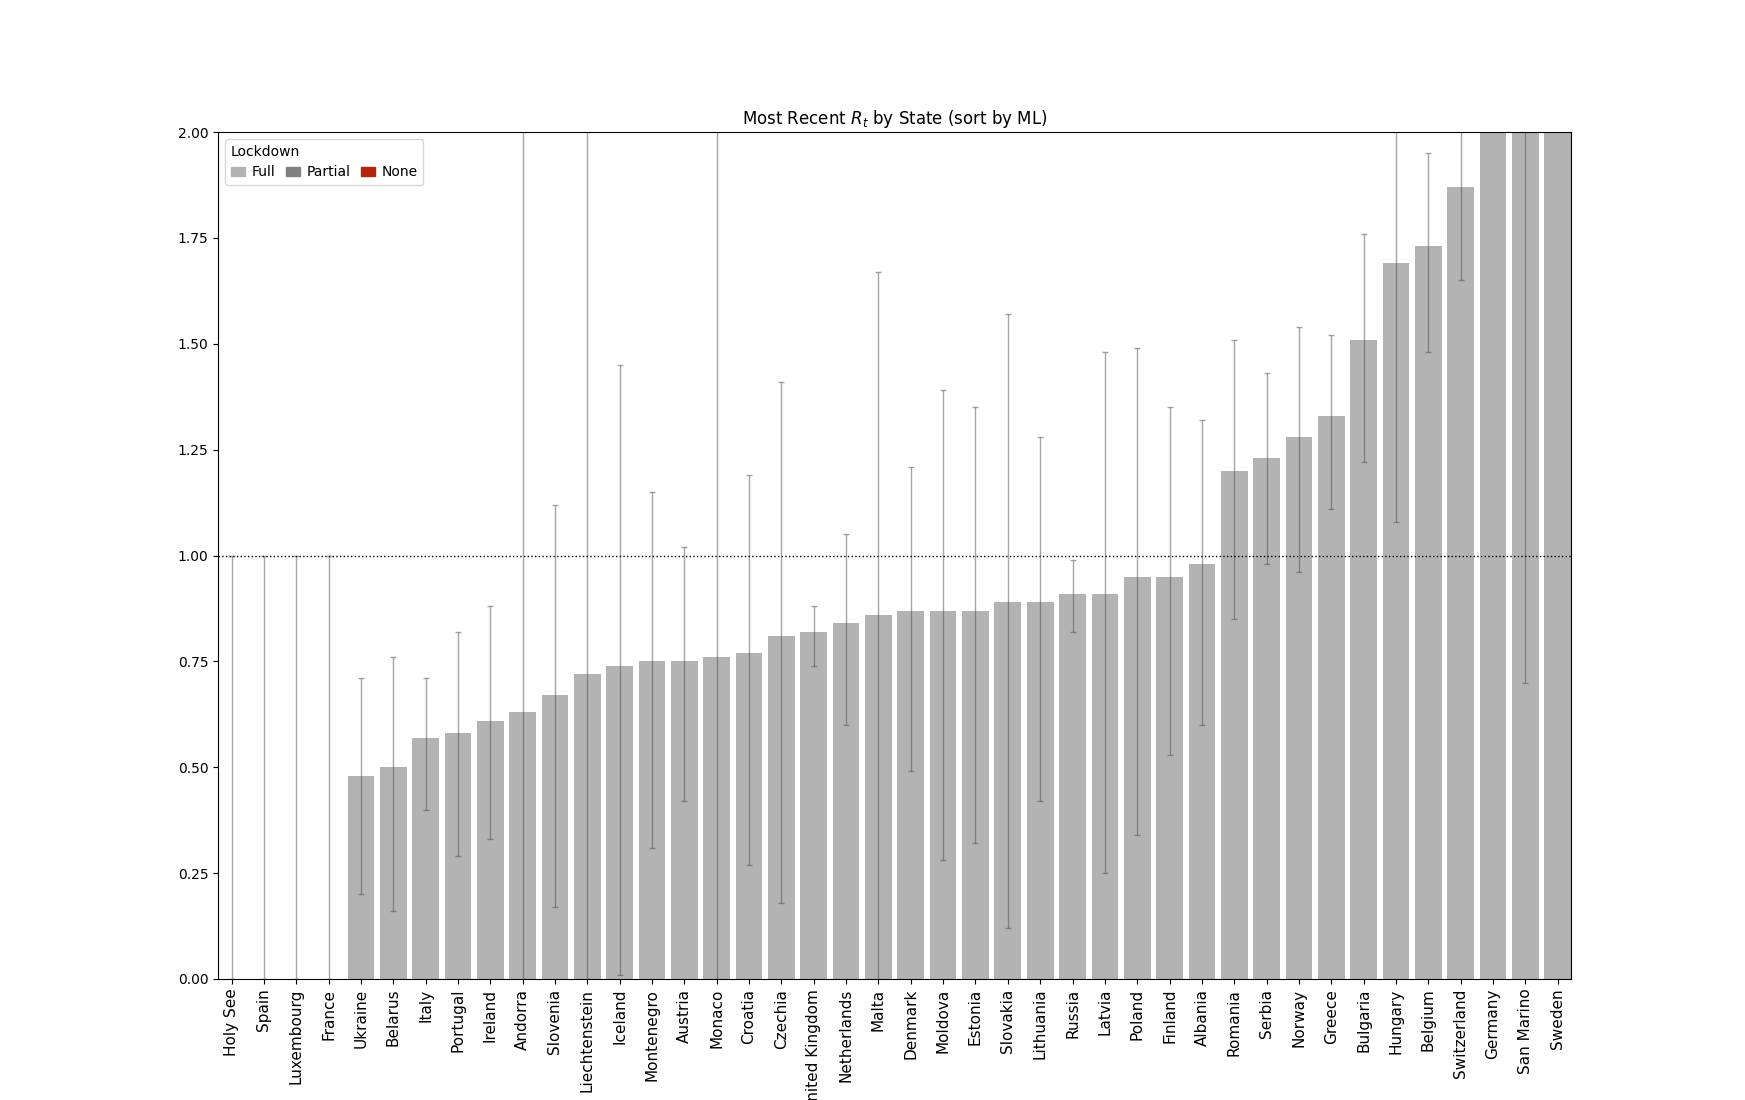 Most Recent Rt by State (sort by ML)
Lockdown
Full Partial None
2.00
1.75
1.50
1.25
1.00
0.75
0.50
0.25
0.00
Holy See
Spain
Luxembourg
France
Ukraine
Belarus
Italy
Portugal
Ireland
Andorra
Slovenia
Liechtenstein
Iceland
Montenegro
Austria
Monaco
Croatia
Czechia
nited Kingdom
Netherlands
Malta
Denmark
Moldova
Estonia
Slovakia
Lithuania
Russia
Latvia
Poland
Finland
Albania
Romania
Serbia
Norway
Greece
Bulgaria
Hungary
Belgium
Switzerland
Germany
San Marino
Sweden